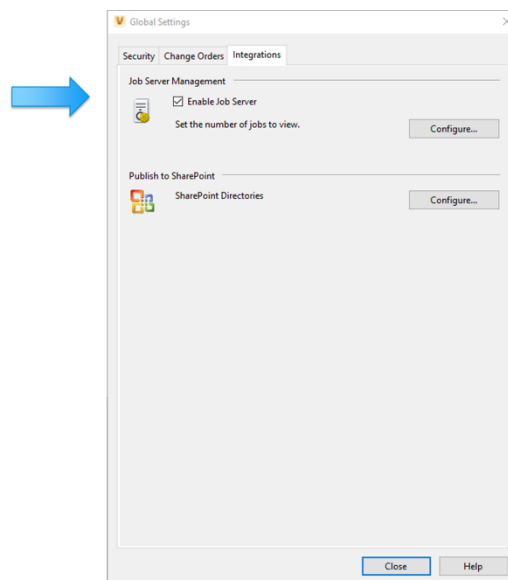 Global Settings
Security Change Orders Integrations
Job Server Management
Enable Job Server
Set the number of jobs to view.
Configure...
Publish to SharePoint
SharePoint Directories
Configure...
Close Help